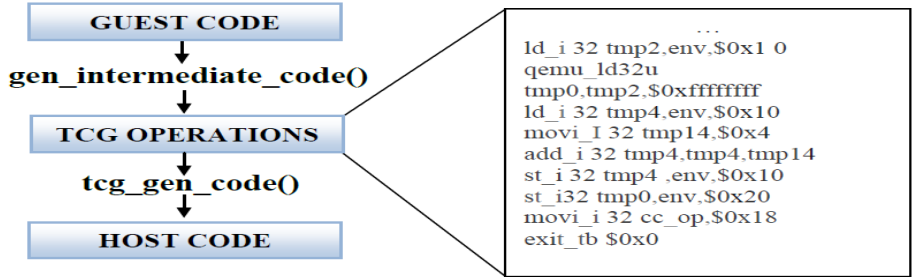 GUEST CODE
gen_intermediate_code()
TCG OPERATIONS
tcg_gen_code()
HOST CODE
...
ld_i 32 tmp2,env,$0x1 0
qemu_ld32u
tmp0,tmp2,$0xffffffff
ld_i 32 tmp4,env,$0x10
movi_I 32 tmp14,$0x4
add_i 32 tmp4,tmp4,tmp14
st_i 32 tmp4 ,env,$0x10
st_i32 tmp0,env,$0x20
movi_i 32 cc_op,$0x18
exit_tb $0x0